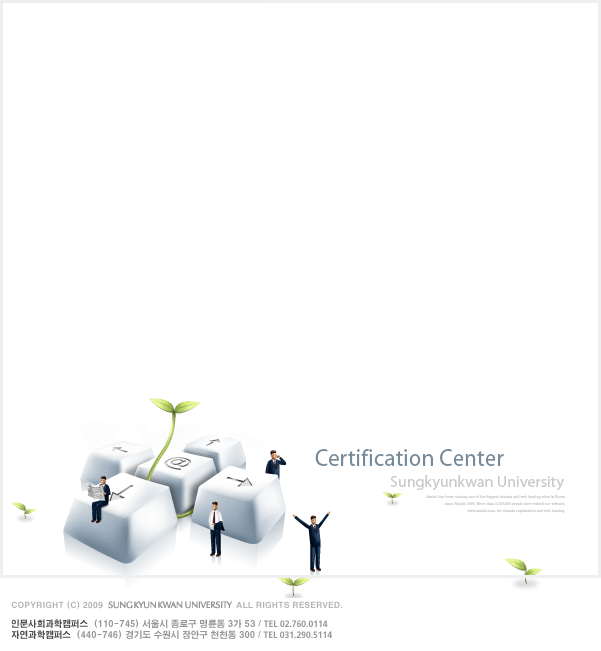 @
Certification Center
Sungkyunkwan University
COPYRIGHT (C) 2009 SUNGKYUNKWAN UNIVERSITY ALL RIGHTS RESERVED.
인문사회과학캠퍼스 (110-745) 서울시 종로구 명륜동 3가 53 / TEL 02.760.0114
자연과학캠퍼스 (440-746) 경기도 수원시 장안구 천천동 300 / TEL 031.290.5114